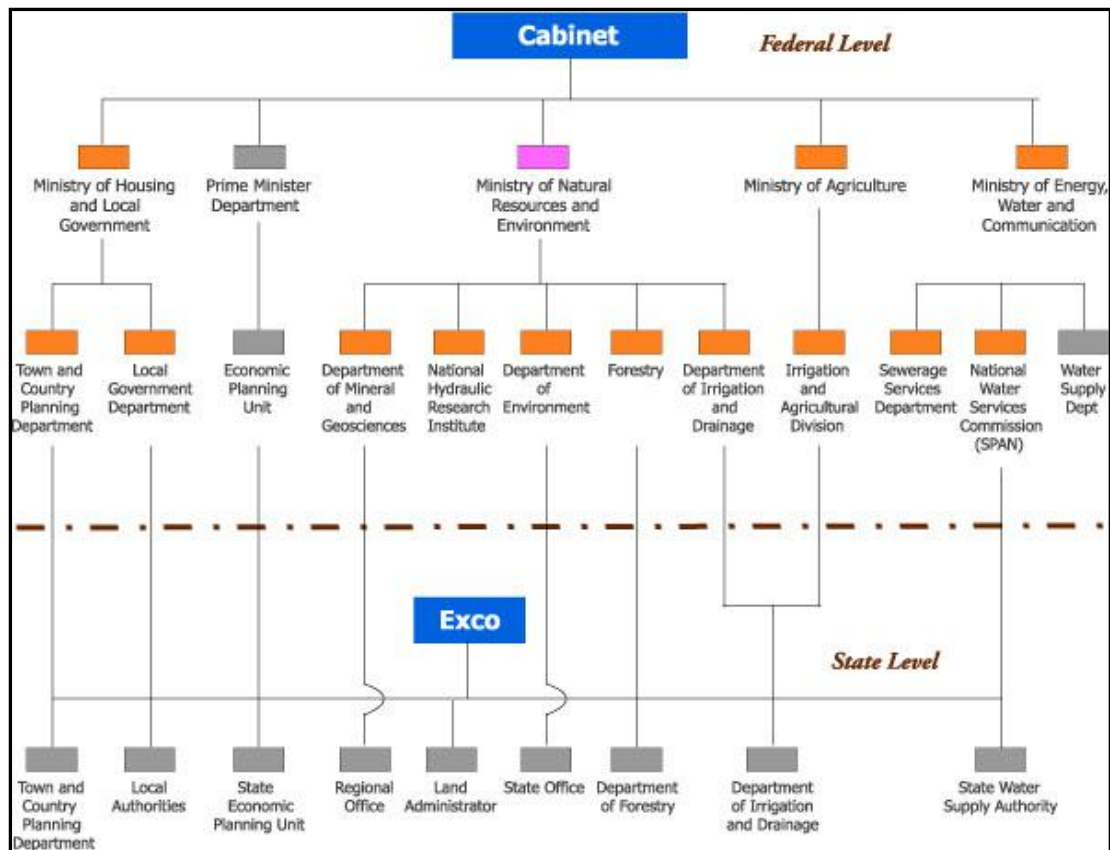 Cabinet
Federal Level
Ministry of Housing
and Local
Government
Prime Minister
Department
Ministry of Natural
Resources and
Environment
Ministry of Agriculture
Ministry of Energy,
Water and
Communication
Town and
Country
Planning
Department
Local
Government
Department
Economic
Planning
Unit
Department
of Mineral
and
Geosciences
National
Hydraulic
Research
Institute
Department
of
Environment
Forestry
Department
of Irrigation
and
Drainage
Irrigation
and
Agricultural
Division
Sewerage
Services
Department
National
Water
Services
Commission
(SPAN)
Water
Supply
Dept
Exco
State Level
Town and
Country
Planning
Department
Local
Authorities
State
Economic
Planning Unit
Regional
Office
Land
Administrator
State Office
Department
of Forestry
Department
of Irrigation
and Drainage
State Water
Supply Authority